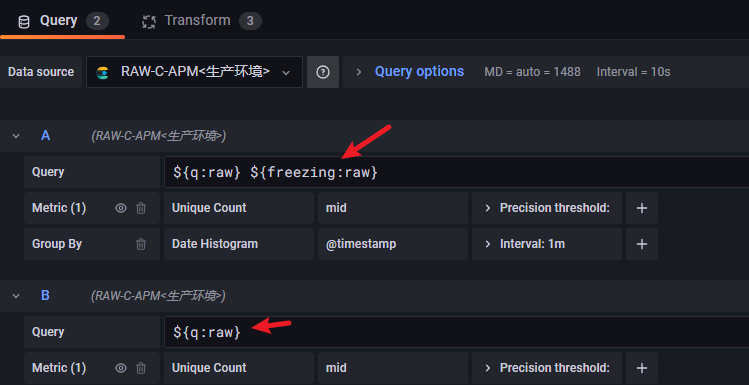 Query 2 Transform 3
Data source RAW-C-APM<生产环境> Query options MD = auto = 1488 Interval = 10s
A (RAW-C-APM<生产环境>)
Query ${q:raw} ${freezing:raw}
Metric (1) Unique Count mid Precision threshold: +
Group By Date Histogram @timestamp Interval: 1m +
B (RAW-C-APM<生产环境>)
Query ${q:raw}
Metric (1) Unique Count mid Precision threshold: +